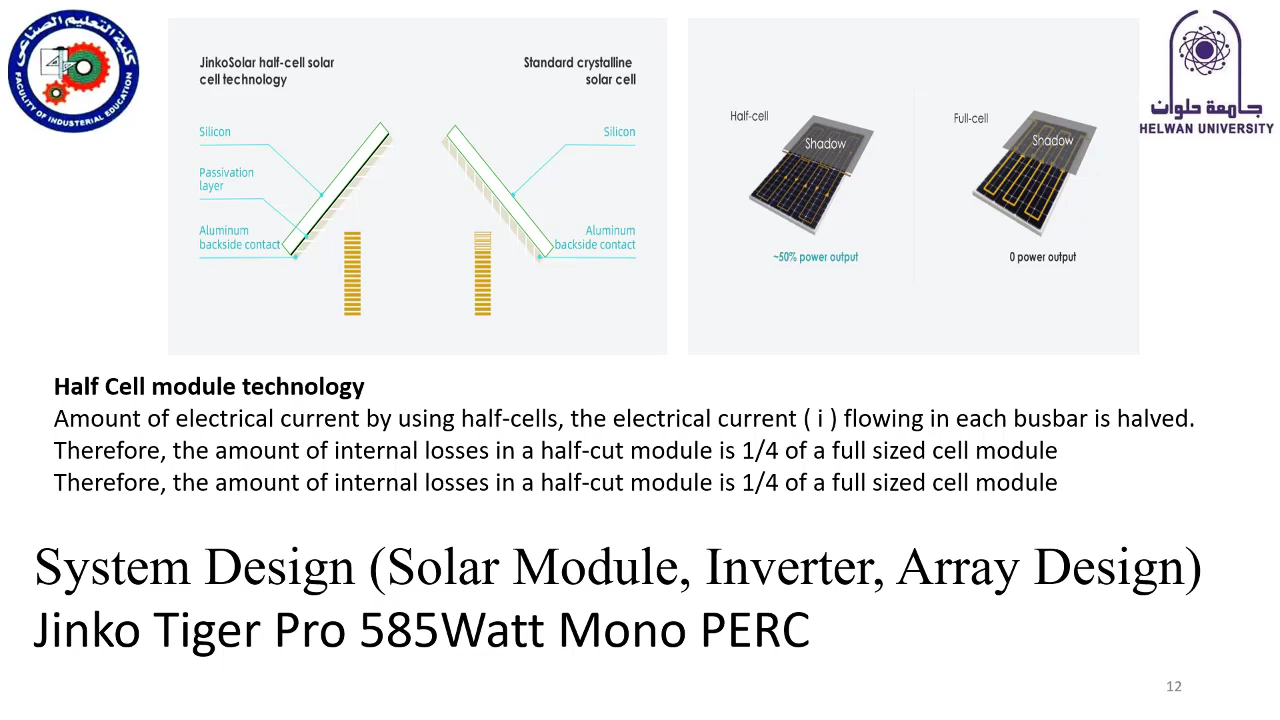 كلية التعليم الصناعى
FACULITY OF INDUSTERIAL EDUCATION
JinkoSolar half-cell solar
cell technology
Silicon
Passivation
layer
Aluminum
backside contact
Standard crystalline
solar cell
Silicon
Aluminum
backside contact
Half-cell
Shadow
~50% power output
Full-cell
Shadow
0 power output
جامعة حلوان
HELWAN UNIVERSITY
Half Cell module technology
Amount of electrical current by using half-cells, the electrical current ( i ) flowing in each busbar is halved.
Therefore, the amount of internal losses in a half-cut module is 1/4 of a full sized cell module
Therefore, the amount of internal losses in a half-cut module is 1/4 of a full sized cell module
System Design (Solar Module, Inverter, Array Design)
Jinko Tiger Pro 585Watt Mono PERC
12